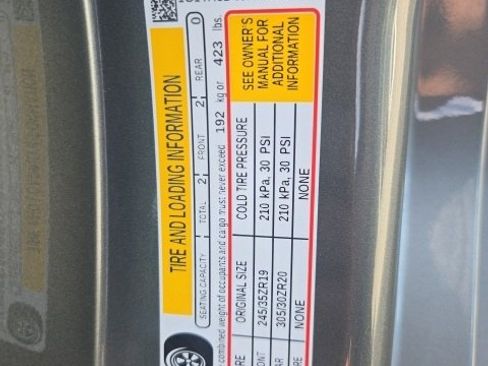 TIRE AND LOADING INFORMATION
SEATING CAPACITY TOTAL 2 FRONT 2 REAR 0
combined weight of occupants and cargo must never exceed 192 kg or 423 lbs.
ORIGINAL SIZE COLD TIRE PRESSURE
245/35ZR19 210 kPa, 30 PSI
305/30ZR20 210 kPa, 30 PSI
NONE NONE
SEE OWNER'S
MANUAL FOR
ADDITIONAL
INFORMATION